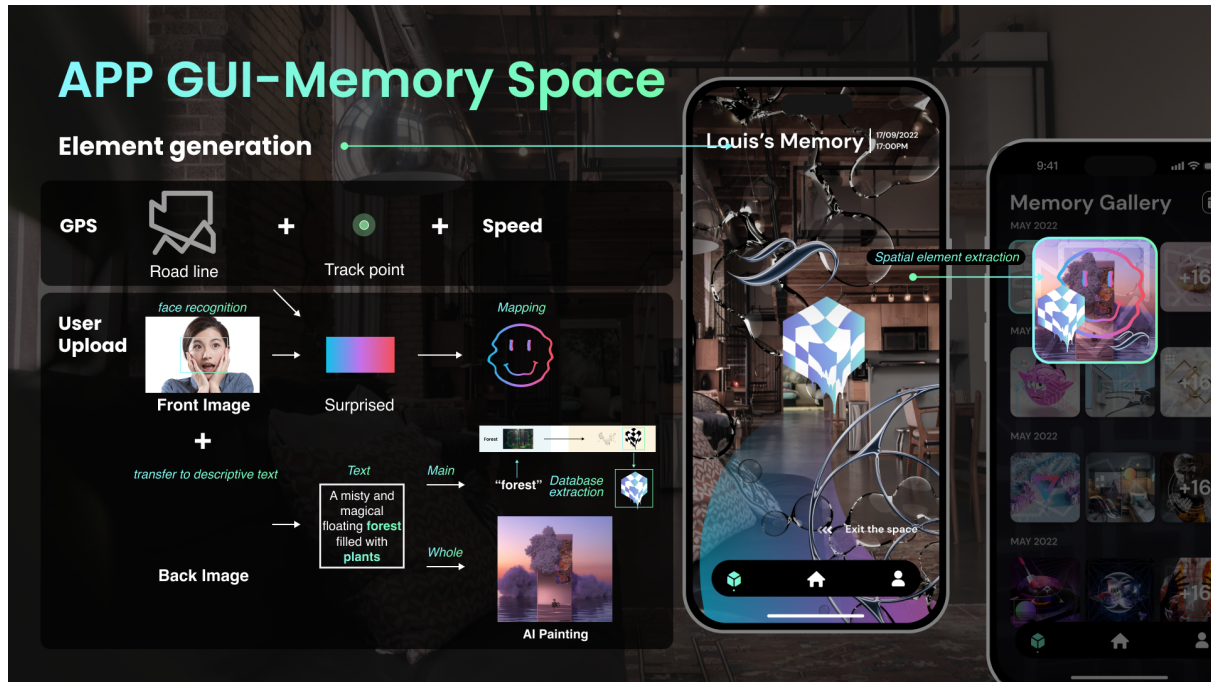 APP GUI-Memory Space
Element generation
GPS
+
+
Speed
Road line
Track point
User
Upload
face recognition
Mapping
Front Image
Surprised
+
transfer to descriptive text
Text
Main
Whole
A misty and
magical
floating forest
filled with
plants
Forest
“forest”
Database
extraction
Back Image
AI Painting
Louis's Memory
17/09/2022
17:00PM
Spatial element extraction
Exit the space
9:41
Memory Gallery
MAY 2022
+16
MAY
+16
MAY 2022
+16
MAY 2022
+16